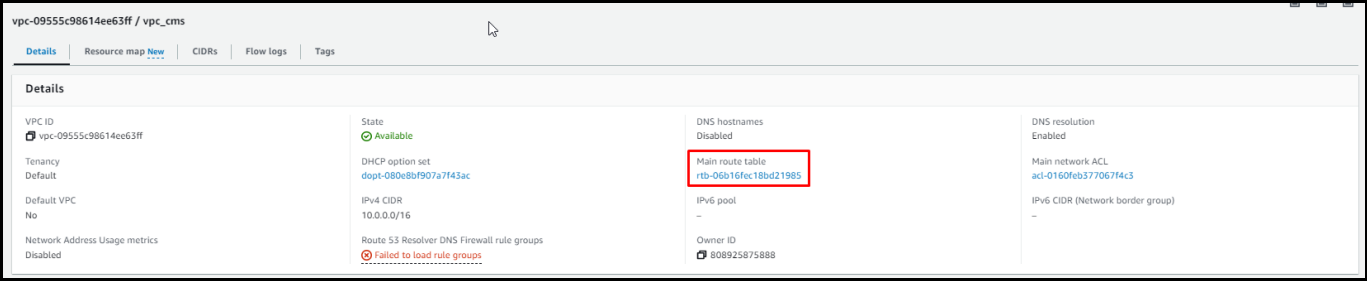 vpc-09555c98614ee63ff / vpc_cms
Details Resource map New CIDRs Flow logs Tags
Details
VPC ID State DNS hostnames DNS resolution
vpc-09555c98614ee63ff Available Disabled Enabled
Tenancy DHCP option set Main route table Main network ACL
Default dopt-080e8bf907a7f43ac rtb-06b16fec18bd21985 acl-0160feb377067f4c3
Default VPC IPv4 CIDR IPv6 pool IPv6 CIDR (Network border group)
No 10.0.0.0/16 – –
Network Address Usage metrics Route 53 Resolver DNS Firewall rule groups Owner ID
Disabled Failed to load rule groups 808925875888